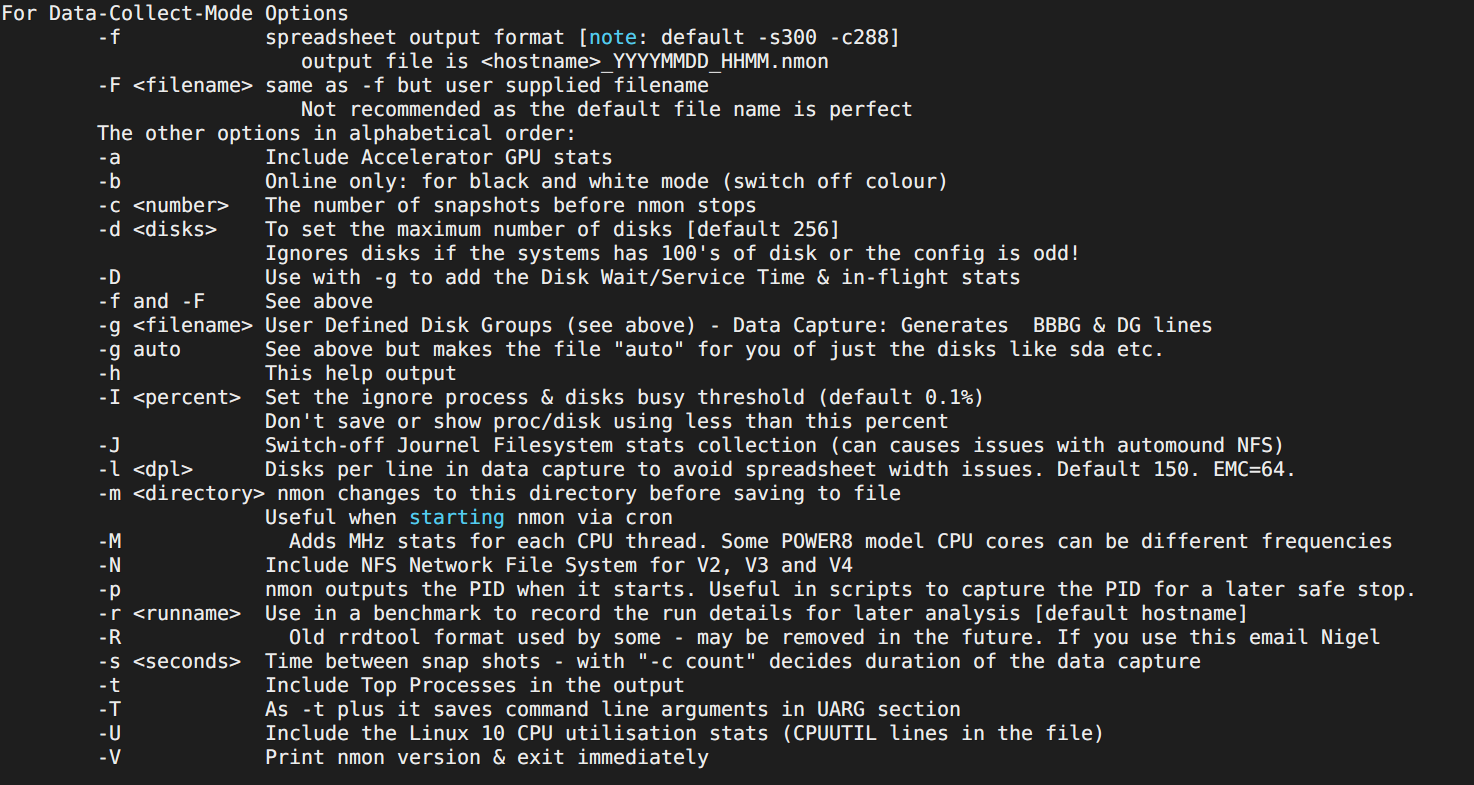 For Data-Collect-Mode Options
-f            spreadsheet output format [note: default -s300 -c288]
output file is <hostname>_YYYYMMDD_HHMM.nmon
-F <filename> same as -f but user supplied filename
Not recommended as the default file name is perfect
The other options in alphabetical order:
-a            Include Accelerator GPU stats
-b            Online only: for black and white mode (switch off colour)
-c <number>   The number of snapshots before nmon stops
-d <disks>    To set the maximum number of disks [default 256]
Ignores disks if the systems has 100's of disk or the config is odd!
-D            Use with -g to add the Disk Wait/Service Time & in-flight stats
-f and -F     See above
-g <filename> User Defined Disk Groups (see above) - Data Capture: Generates  BBBG & DG lines
-g auto       See above but makes the file "auto" for you of just the disks like sda etc.
-h            This help output
-I <percent>  Set the ignore process & disks busy threshold (default 0.1%)
Don't save or show proc/disk using less than this percent
-J            Switch-off Journel Filesystem stats collection (can causes issues with automound NFS)
-l <dpl>      Disks per line in data capture to avoid spreadsheet width issues. Default 150. EMC=64.
-m <directory> nmon changes to this directory before saving to file
Useful when starting nmon via cron
-M              Adds MHz stats for each CPU thread. Some POWER8 model CPU cores can be different frequencies
-N            Include NFS Network File System for V2, V3 and V4
-p            nmon outputs the PID when it starts. Useful in scripts to capture the PID for a later safe stop.
-r <runname>  Use in a benchmark to record the run details for later analysis [default hostname]
-R              Old rrdtool format used by some - may be removed in the future. If you use this email Nigel
-s <seconds>  Time between snap shots - with "-c count" decides duration of the data capture
-t            Include Top Processes in the output
-T            As -t plus it saves command line arguments in UARG section
-U            Include the Linux 10 CPU utilisation stats (CPUUTIL lines in the file)
-V            Print nmon version & exit immediately